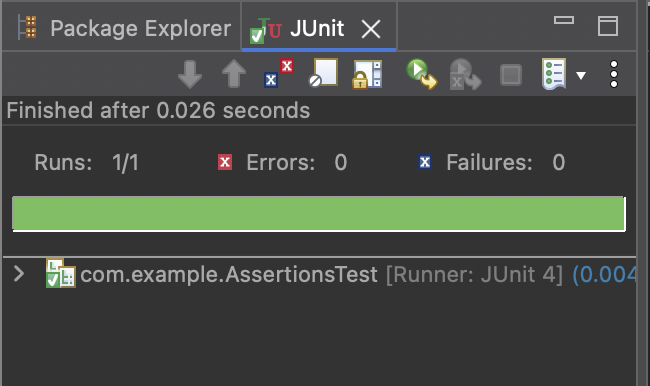 Package Explorer JUnit
Finished after 0.026 seconds
Runs: 1/1 Errors: 0 Failures: 0
com.example.AssertionsTest [Runner: JUnit 4] (0.004